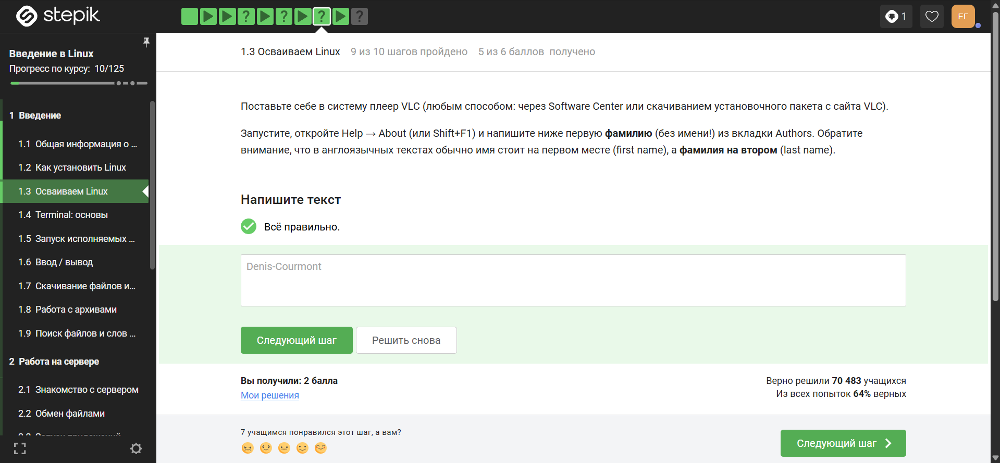 stepik
1
ЕГ
Введение в Linux
Прогресс по курсу: 10/125
1 Введение
1.1 Общая информация о ...
1.2 Как установить Linux
1.3 Осваиваем Linux
1.4 Terminal: основы
1.5 Запуск исполняемых ...
1.6 Ввод / вывод
1.7 Скачивание файлов и...
1.8 Работа с архивами
1.9 Поиск файлов и слов ...
2 Работа на сервере
2.1 Знакомство с сервером
2.2 Обмен файлами
1.3 Осваиваем Linux 9 из 10 шагов пройдено 5 из 6 баллов получено
Поставьте себе в систему плеер VLC (любым способом: через Software Center или скачиванием установочного пакета с сайта VLC).
Запустите, откройте Help → About (или Shift+F1) и напишите ниже первую фамилию (без имени!) из вкладки Authors. Обратите
внимание, что в англоязычных текстах обычно имя стоит на первом месте (first name), а фамилия на втором (last name).
Напишите текст
Всё правильно.
Denis-Courmont
Следующий шаг
Решить снова
Вы получили: 2 балла
Мои решения
Верно решили 70 483 учащихся
Из всех попыток 64% верных
7 учащимся понравился этот шаг, а вам?
Следующий шаг